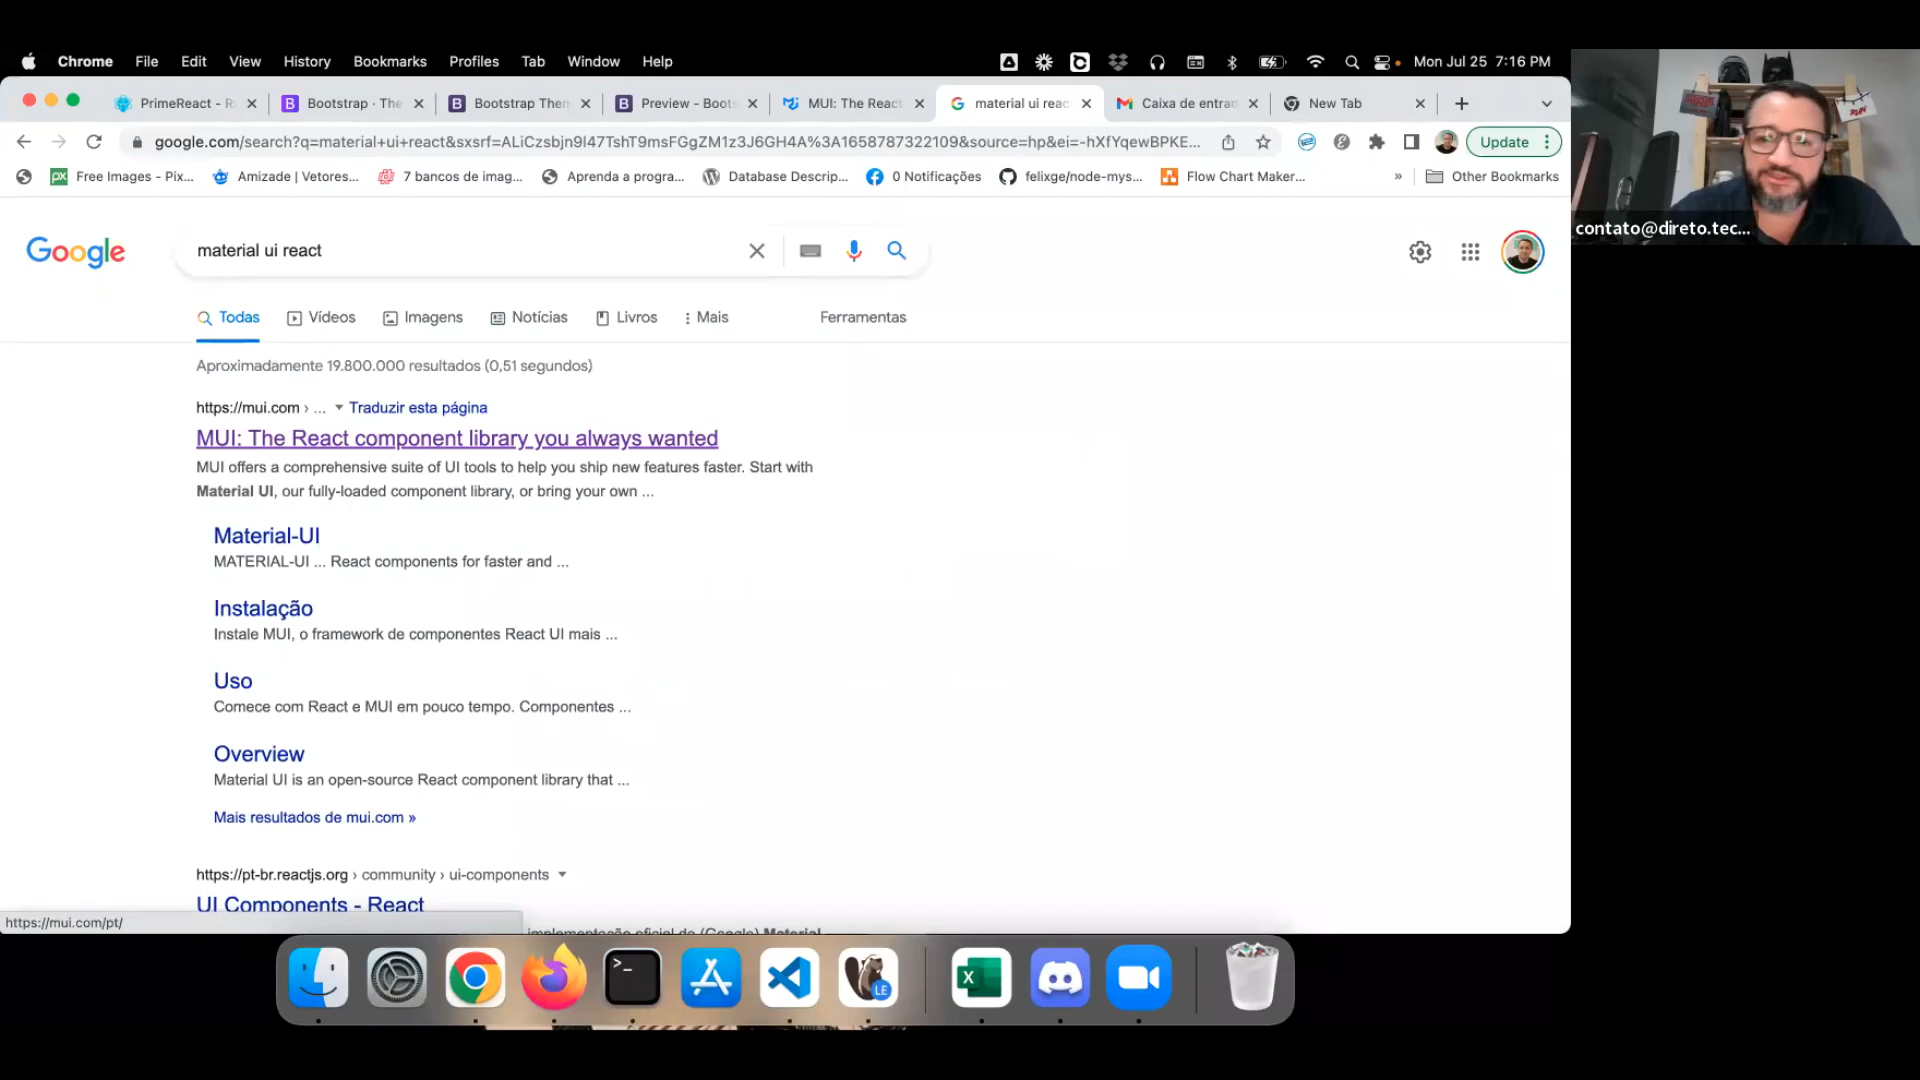 Chrome File Edit View History Bookmarks Profiles Tab Window Help Mon Jul 25 7:16 PM
PrimeReact - R Bootstrap · The Bootstrap Then Preview - Boots MUI: The React material ui reac Caixa de entrad New Tab
google.com/search?q=material+ui+react&sxsrf=ALiCzsbjn9I47TshT9msFGgZM1z3J6GH4A%3A1658787322109&source=hp&ei=-hXfYqewBPKE... Update
Free Images - Pix... Amizade | Vetores... 7 bancos de imag... Aprenda a progra... Database Descrip... 0 Notificações felixge/node-mys... Flow Chart Maker... » Other Bookmarks
contato@direto.tec...
Google material ui react
Todas Vídeos Imagens Notícias Livros Mais Ferramentas
Aproximadamente 19.800.000 resultados (0,51 segundos)
https://mui.com › ... Traduzir esta página
MUI: The React component library you always wanted
MUI offers a comprehensive suite of UI tools to help you ship new features faster. Start with
Material UI, our fully-loaded component library, or bring your own ...
Material-UI
MATERIAL-UI ... React components for faster and ...
Instalação
Instale MUI, o framework de componentes React UI mais ...
Uso
Comece com React e MUI em pouco tempo. Componentes ...
Overview
Material UI is an open-source React component library that ...
Mais resultados de mui.com »
https://pt-br.reactjs.org › community › ui-components
UI Components - React
https://mui.com/pt/
implementação oficial do (Google) Material
LE